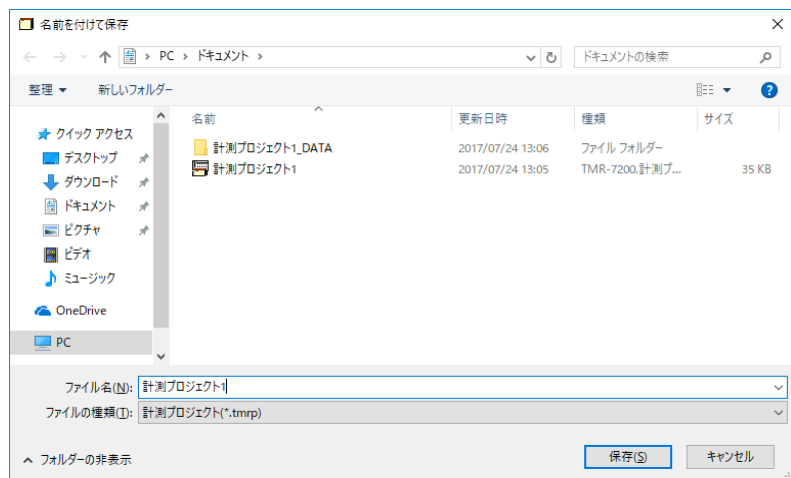 名前を付けて保存
PC › ドキュメント ›
ドキュメントの検索
整理 新しいフォルダー
名前 更新日時 種類 サイズ
クイック アクセス
デスクトップ
ダウンロード
ドキュメント
ピクチャ
ビデオ
ミュージック
OneDrive
PC
計測プロジェクト1_DATA 2017/07/24 13:06 ファイル フォルダー
計測プロジェクト1 2017/07/24 13:05 TMR-7200.計測プ... 35 KB
ファイル名(N): 計測プロジェクト1
ファイルの種類(T): 計測プロジェクト(*.tmrp)
フォルダーの非表示 保存(S) キャンセル